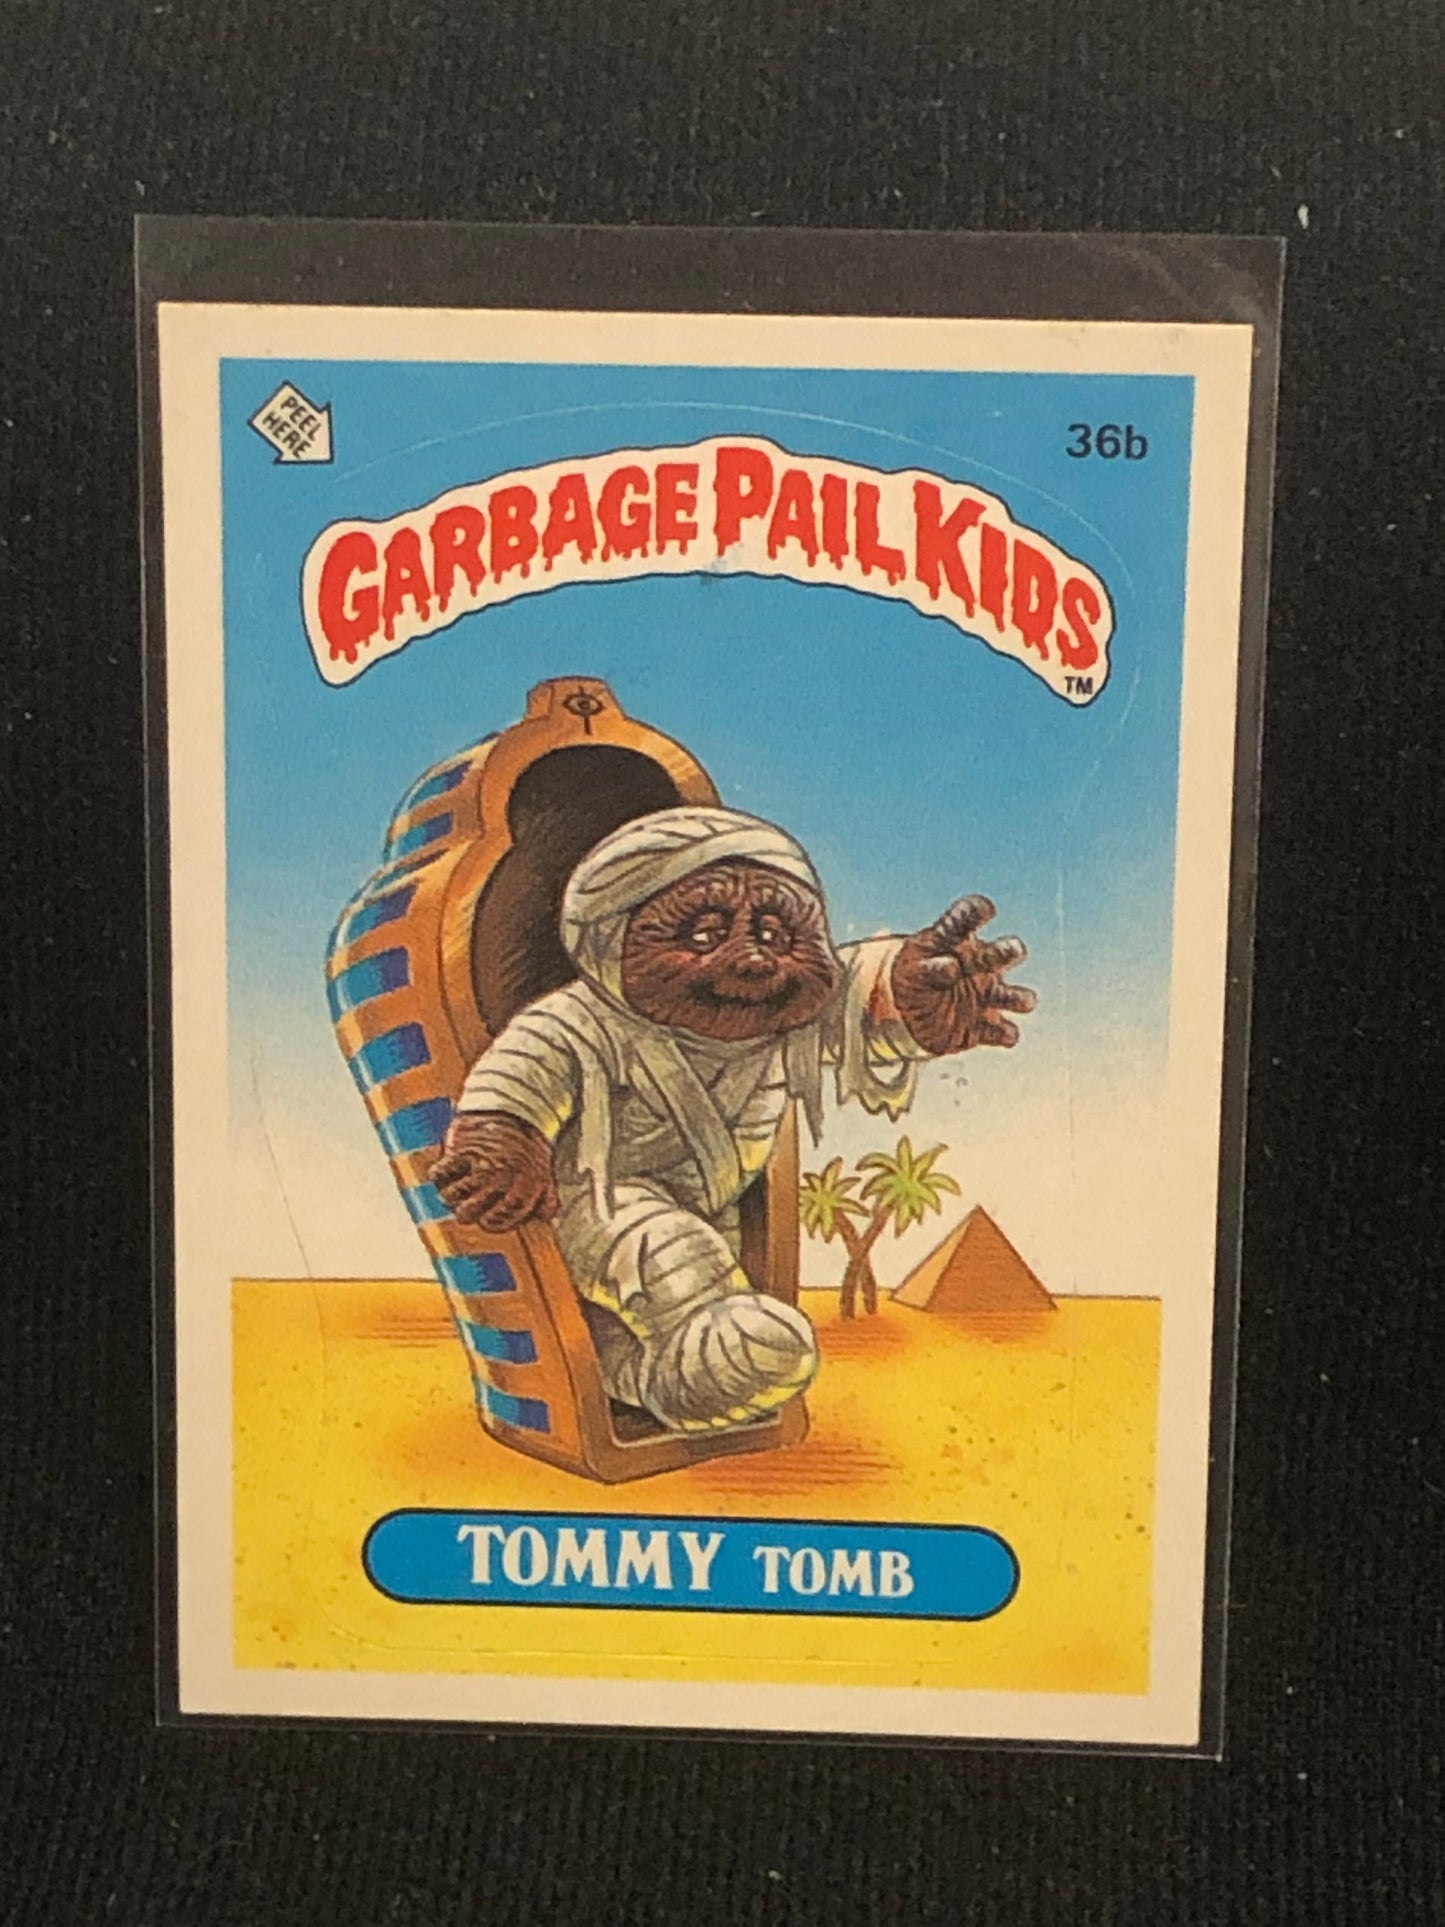 PEEL
HERE
36b
GARBAGE PAIL KIDS
TM
TOMMY TOMB